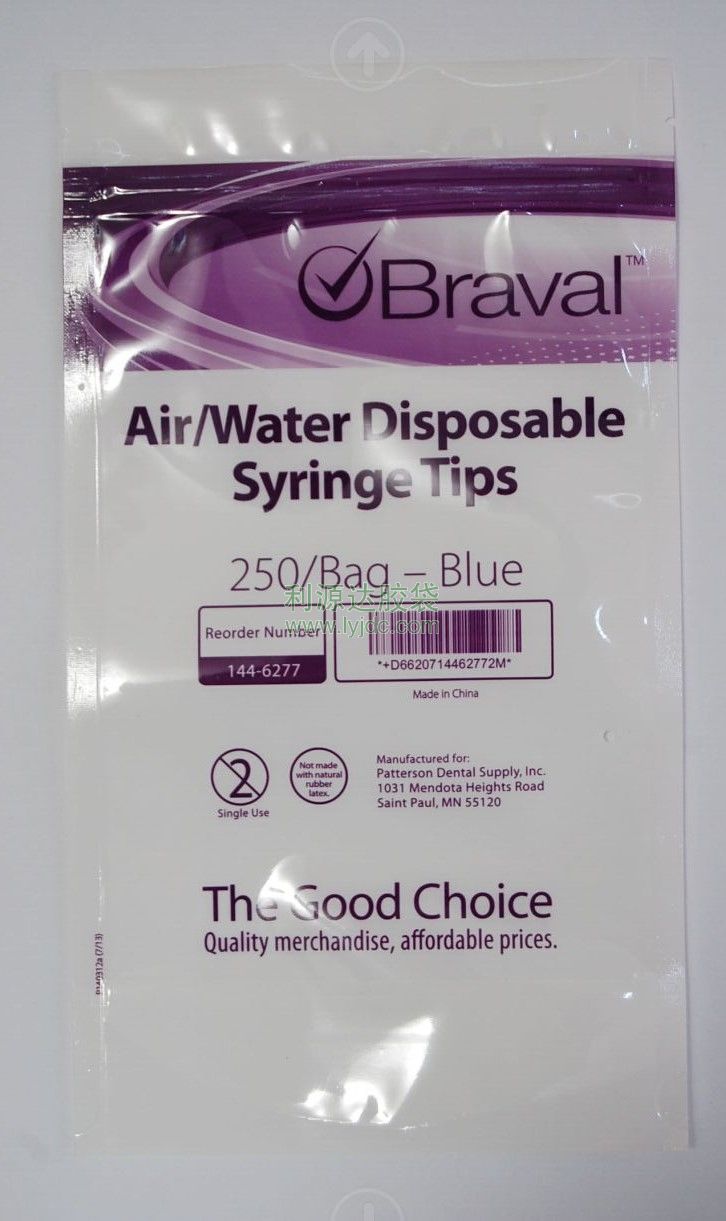 Braval™
Air/Water Disposable
Syringe Tips
250/Bag – Blue
利源达胶袋
www.lyjdc.com
Reorder Number
144-6277
*+D6620714462772M*
Made in China
2
Single Use
Not made
with natural
rubber
latex.
Manufactured for:
Patterson Dental Supply, Inc.
1031 Mendota Heights Road
Saint Paul, MN 55120
The Good Choice
Quality merchandise, affordable prices.
(7/13)